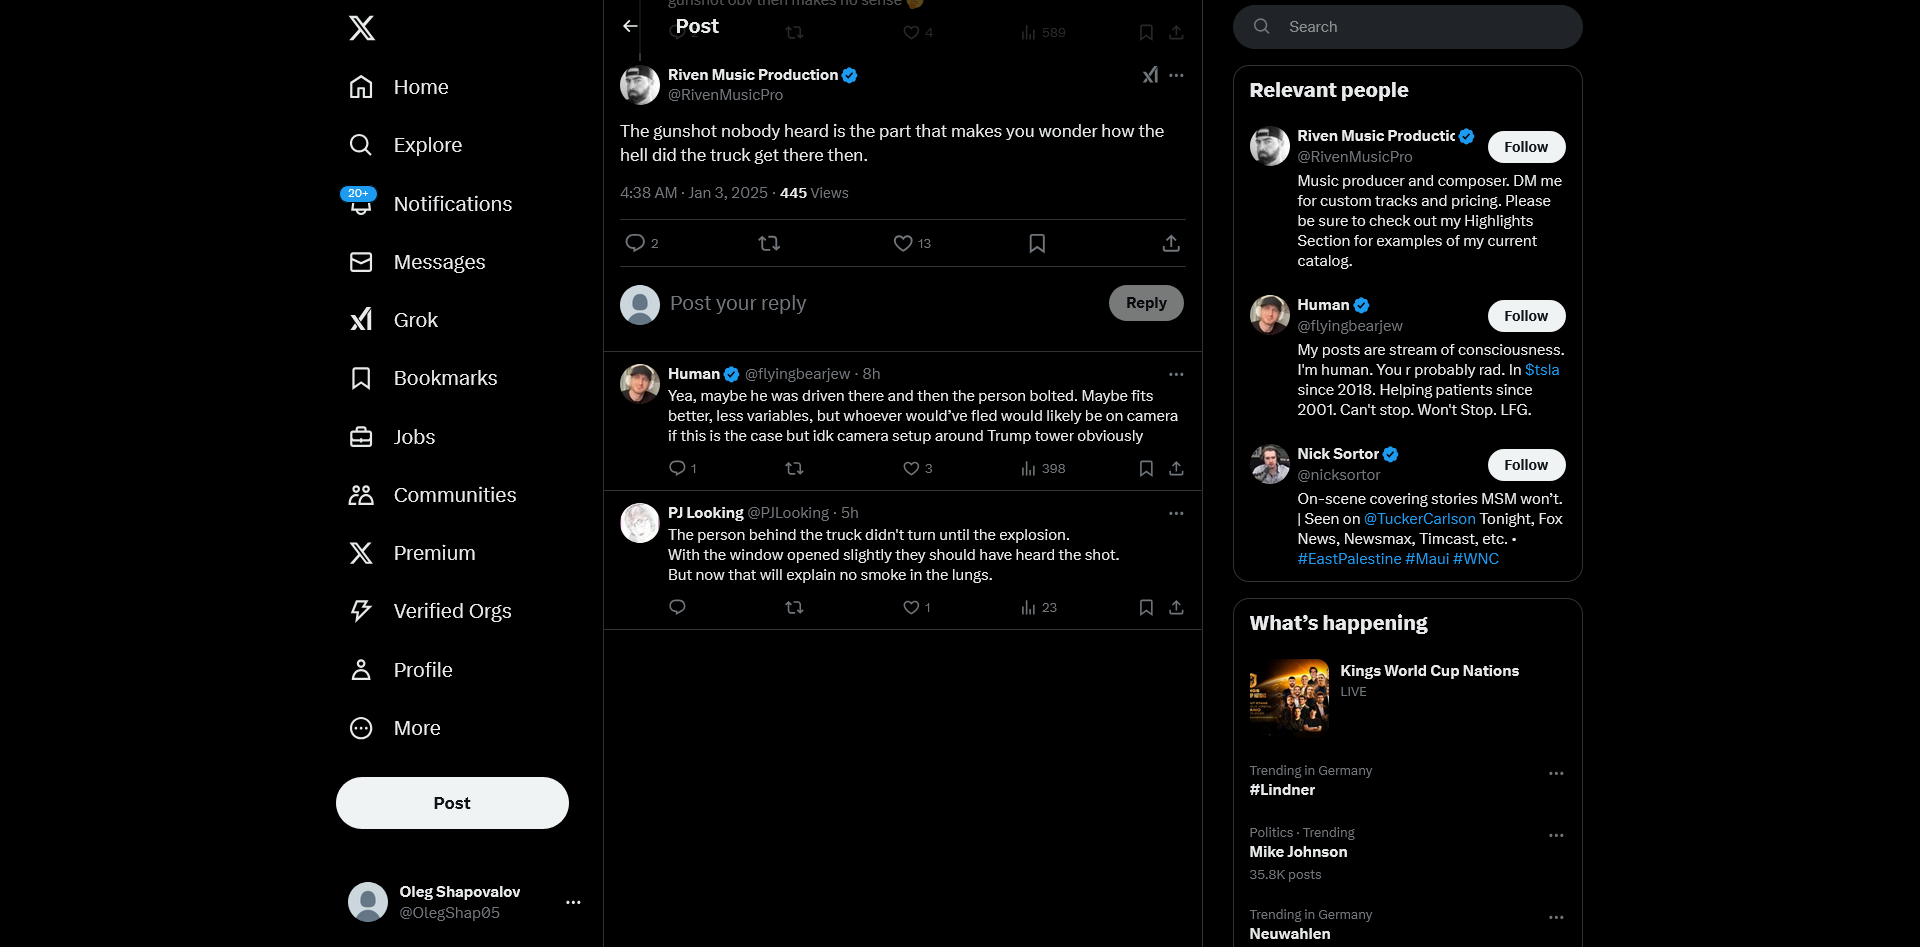 gunshot obv then makes no sense
Post
4
589
Riven Music Production
@RivenMusicPro
The gunshot nobody heard is the part that makes you wonder how the
hell did the truck get there then.
4:38 AM · Jan 3, 2025 · 445 Views
2
13
Post your reply
Reply
Human @flyingbearjew · 8h
Yea, maybe he was driven there and then the person bolted. Maybe fits
better, less variables, but whoever would’ve fled would likely be on camera
if this is the case but idk camera setup around Trump tower obviously
1
3
398
PJ Looking @PJLooking · 5h
The person behind the truck didn't turn until the explosion.
With the window opened slightly they should have heard the shot.
But now that will explain no smoke in the lungs.
1
23
Home
Explore
20+
Notifications
Messages
Grok
Bookmarks
Jobs
Communities
Premium
Verified Orgs
Profile
More
Post
Oleg Shapovalov
@OlegShap05
Search
Relevant people
Riven Music Productic
@RivenMusicPro
Follow
Music producer and composer. DM me
for custom tracks and pricing. Please
be sure to check out my Highlights
Section for examples of my current
catalog.
Human
@flyingbearjew
Follow
My posts are stream of consciousness.
I'm human. You r probably rad. In $tsla
since 2018. Helping patients since
2001. Can't stop. Won't Stop. LFG.
Nick Sortor
@nicksortor
Follow
On-scene covering stories MSM won’t.
| Seen on @TuckerCarlson Tonight, Fox
News, Newsmax, Timcast, etc. •
#EastPalestine #Maui #WNC
What’s happening
Kings World Cup Nations
LIVE
Trending in Germany
#Lindner
Politics · Trending
Mike Johnson
35.8K posts
Trending in Germany
Neuwahlen